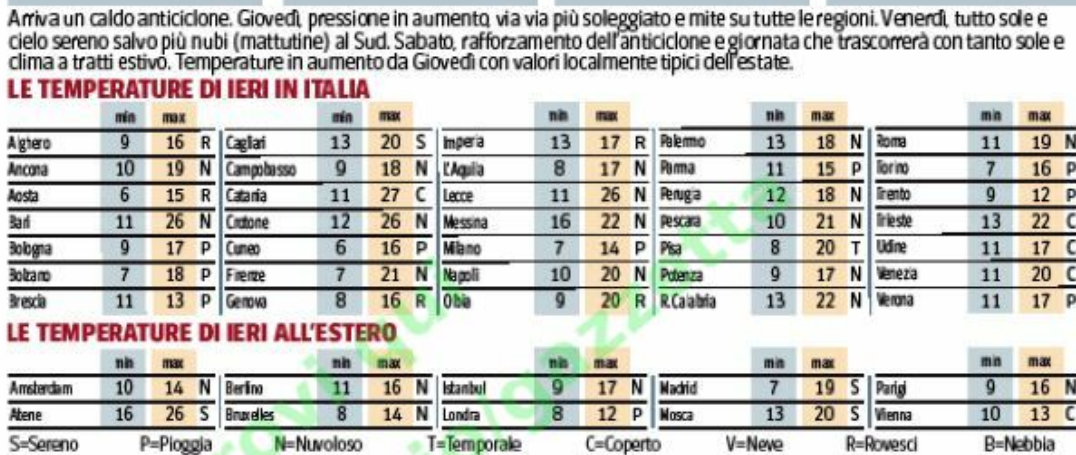 Arriva un caldo anticiclone. Giovedì, pressione in aumento, via via più soleggiato e mite su tutte le regioni. Venerdì, tutto sole e
cielo sereno salvo più nubi (mattutine) al Sud. Sabato, rafforzamento dell'anticiclone e giornata che trascorrerà con tanto sole e
clima a tratti estivo. Temperature in aumento da Giovedì con valori localmente tipici dell'estate.
LE TEMPERATURE DI IERI IN ITALIA
min max min max min max min max min max
Alghero 9 16 R Cagliari 13 20 S Imperia 13 17 R Palermo 13 18 N Roma 11 19 N
Ancona 10 19 N Campobasso 9 18 N L'Aquila 8 17 N Parma 11 15 P Torino 7 16 P
Aosta 6 15 R Catania 11 27 C Lecce 11 26 N Perugia 12 18 N Trento 9 12 P
Bari 11 26 N Crotone 12 26 N Messina 16 22 N Pescara 10 21 N Trieste 13 22 C
Bologna 9 17 P Cuneo 6 16 P Milano 7 14 P Pisa 8 20 T Udine 11 17 C
Bolzano 7 18 P Firenze 7 21 N Napoli 10 20 N Potenza 9 17 N Venezia 11 20 C
Brescia 11 13 P Genova 8 16 R Olbia 9 20 R R.Calabria 13 22 N Verona 11 17 P
LE TEMPERATURE DI IERI ALL'ESTERO
min max min max min max min max min max
Amsterdam 10 14 N Berlino 11 16 N Istanbul 9 17 N Madrid 7 19 S Parigi 9 16 N
Atene 16 26 S Bruxelles 8 14 N Londra 8 12 P Mosca 13 20 S Vienna 10 13 C
S=Sereno P=Pioggia N=Nuvoloso T=Temporale C=Coperto V=Neve R=Rovesci B=Nebbia